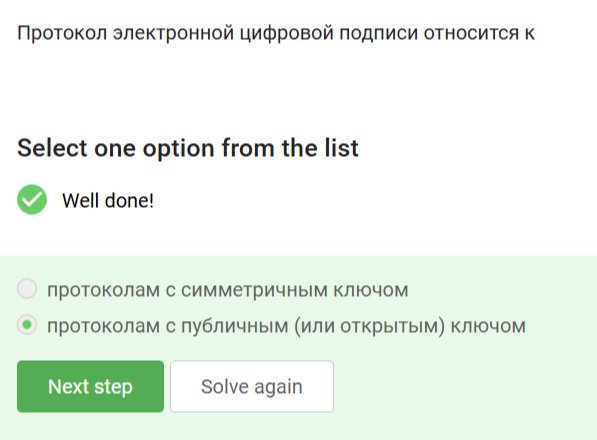 Протокол электронной цифровой подписи относится к
Select one option from the list
Well done!
протоколам с симметричным ключом
протоколам с публичным (или открытым) ключом
Next step
Solve again